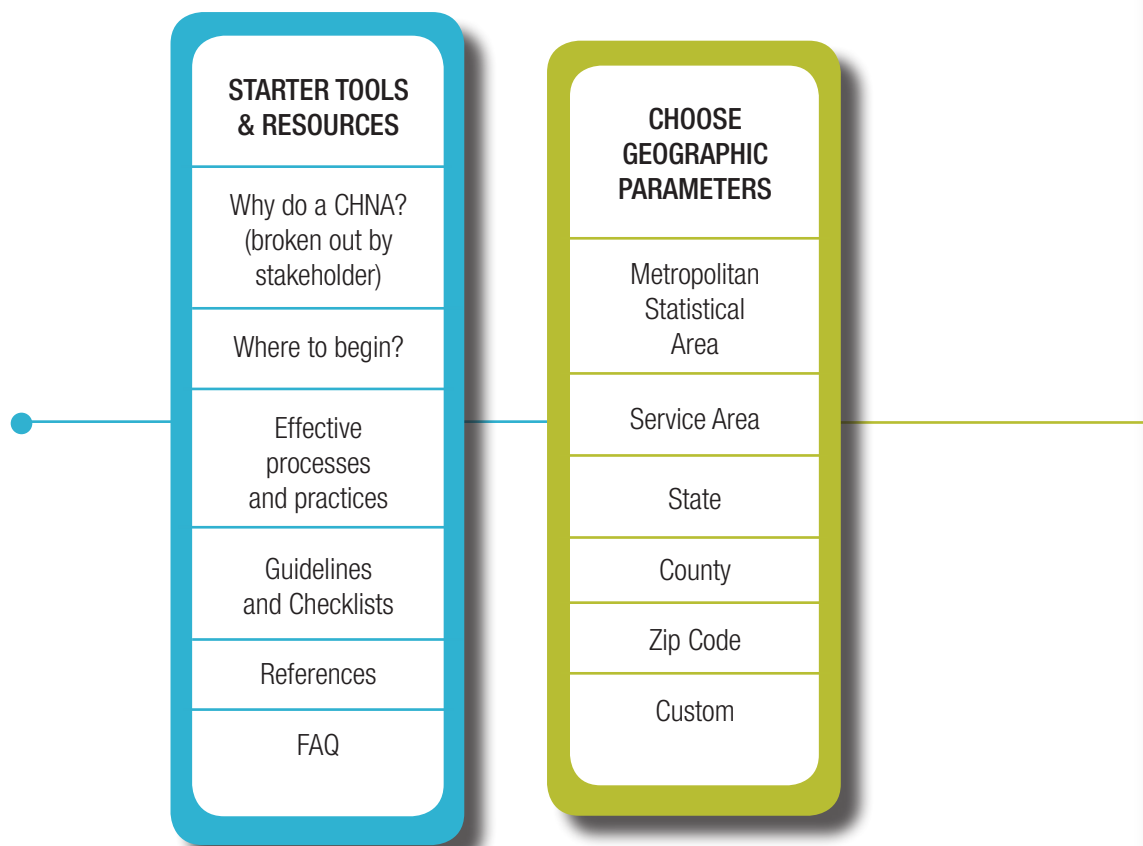 STARTER TOOLS
& RESOURCES
Why do a CHNA?
(broken out by
stakeholder)
Where to begin?
Effective
processes
and practices
Guidelines
and Checklists
References
FAQ
CHOOSE
GEOGRAPHIC
PARAMETERS
Metropolitan
Statistical
Area
Service Area
State
County
Zip Code
Custom